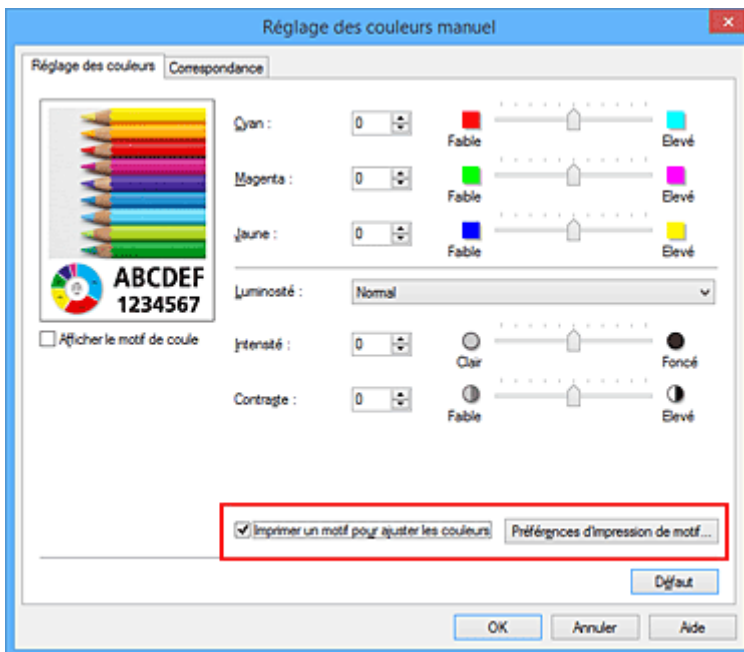 Réglage des couleurs manuel
Réglage des couleurs Correspondance
Cyan : 0 Faible Elevé
Magenta : 0 Faible Elevé
Jaune : 0 Faible Elevé
ABCDEF
1234567
Luminosité : Normal
Afficher le motif de coule
Intensité : 0 Clair Foncé
Contraste : 0 Faible Elevé
Imprimer un motif pour ajuster les couleurs Préférences d'impression de motif...
Défaut
OK Annuler Aide